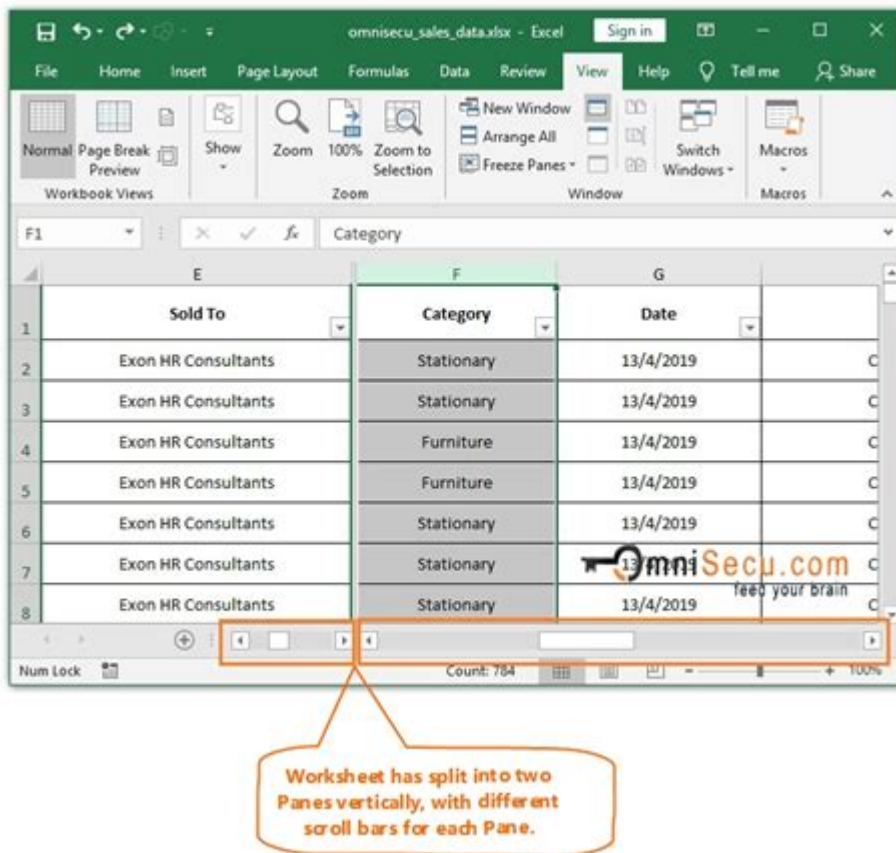 omnisecu_sales_data.xlsx - Excel Sign in
File Home Insert Page Layout Formulas Data Review View Help Tell me Share
Normal Page Break Preview
Show
Zoom 100% Zoom to Selection
New Window
Arrange All
Freeze Panes
Switch Windows
Macros
Workbook Views Zoom Window Macros
F1 fx Category
E F G
1 Sold To Category Date
2 Exon HR Consultants Stationary 13/4/2019 C
3 Exon HR Consultants Stationary 13/4/2019 C
4 Exon HR Consultants Furniture 13/4/2019 C
5 Exon HR Consultants Furniture 13/4/2019 C
6 Exon HR Consultants Stationary 13/4/2019 C
7 Exon HR Consultants Stationary 13/4/2019 C
OmniSecu.com
feed your brain
8 Exon HR Consultants Stationary 13/4/2019 C
Num Lock Count: 784 - + 100%
Worksheet has split into two
Panes vertically, with different
scroll bars for each Pane.